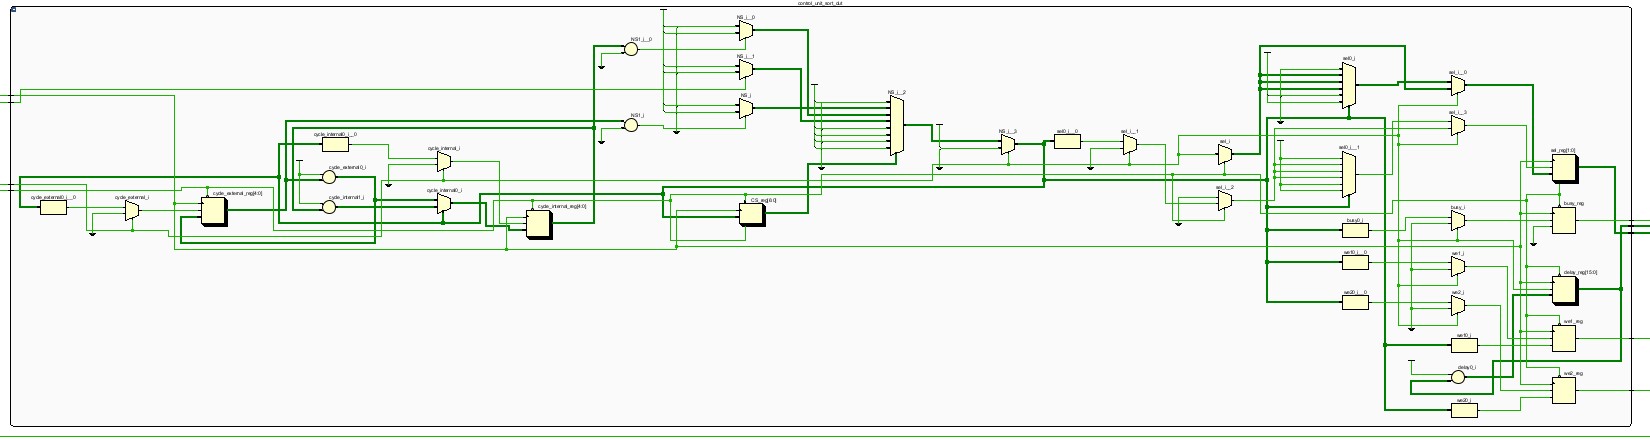 control_unit_sort_dut
NS_i__0
NS1_i__0
NS_i__1
sel0_i
sel_i__0
NS_i
NS_i__2
NS1_i
sel_i__3
cycle_internal0_i__0
NS_i__3
sel0_i__0
sel_i__1
cycle_internal_i
sel_i
sel0_i__1
sel_reg[1:0]
cycle_external0_i
cycle_external0_i__0
cycle_external_i
cycle_external_reg[4:0]
cycle_internal1_i
cycle_internal0_i
cycle_internal_reg[4:0]
CS_reg[6:0]
sel_i__2
busy0_i
busy_i
busy_reg
we10_i__0
we1_i
delay_reg[15:0]
we20_i__0
we2_i
we1_reg
we10_i
delay0_i
we2_reg
we20_i